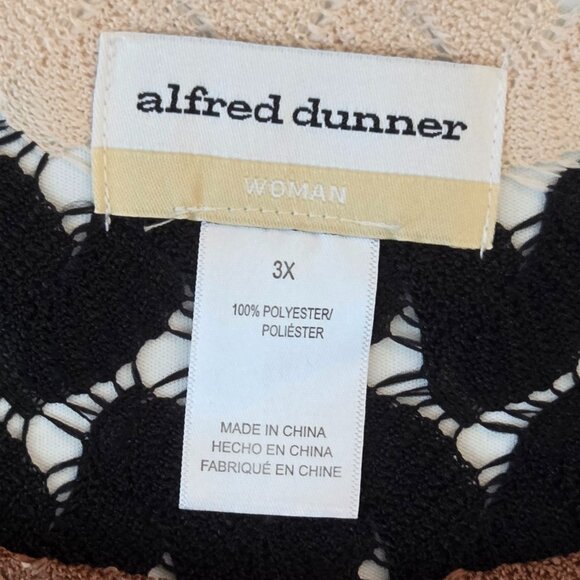 alfred dunner
WOMAN
3X
100% POLYESTER/
POLIÉSTER
MADE IN CHINA
HECHO EN CHINA
FABRIQUÉ EN CHINE